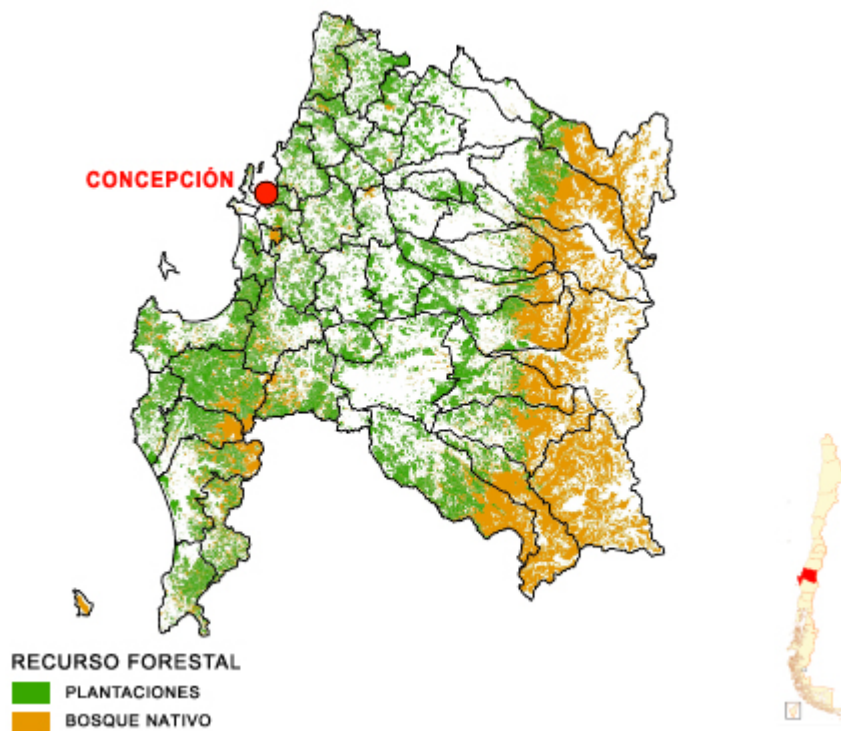 CONCEPCIÓN
RECURSO FORESTAL
PLANTACIONES
BOSQUE NATIVO